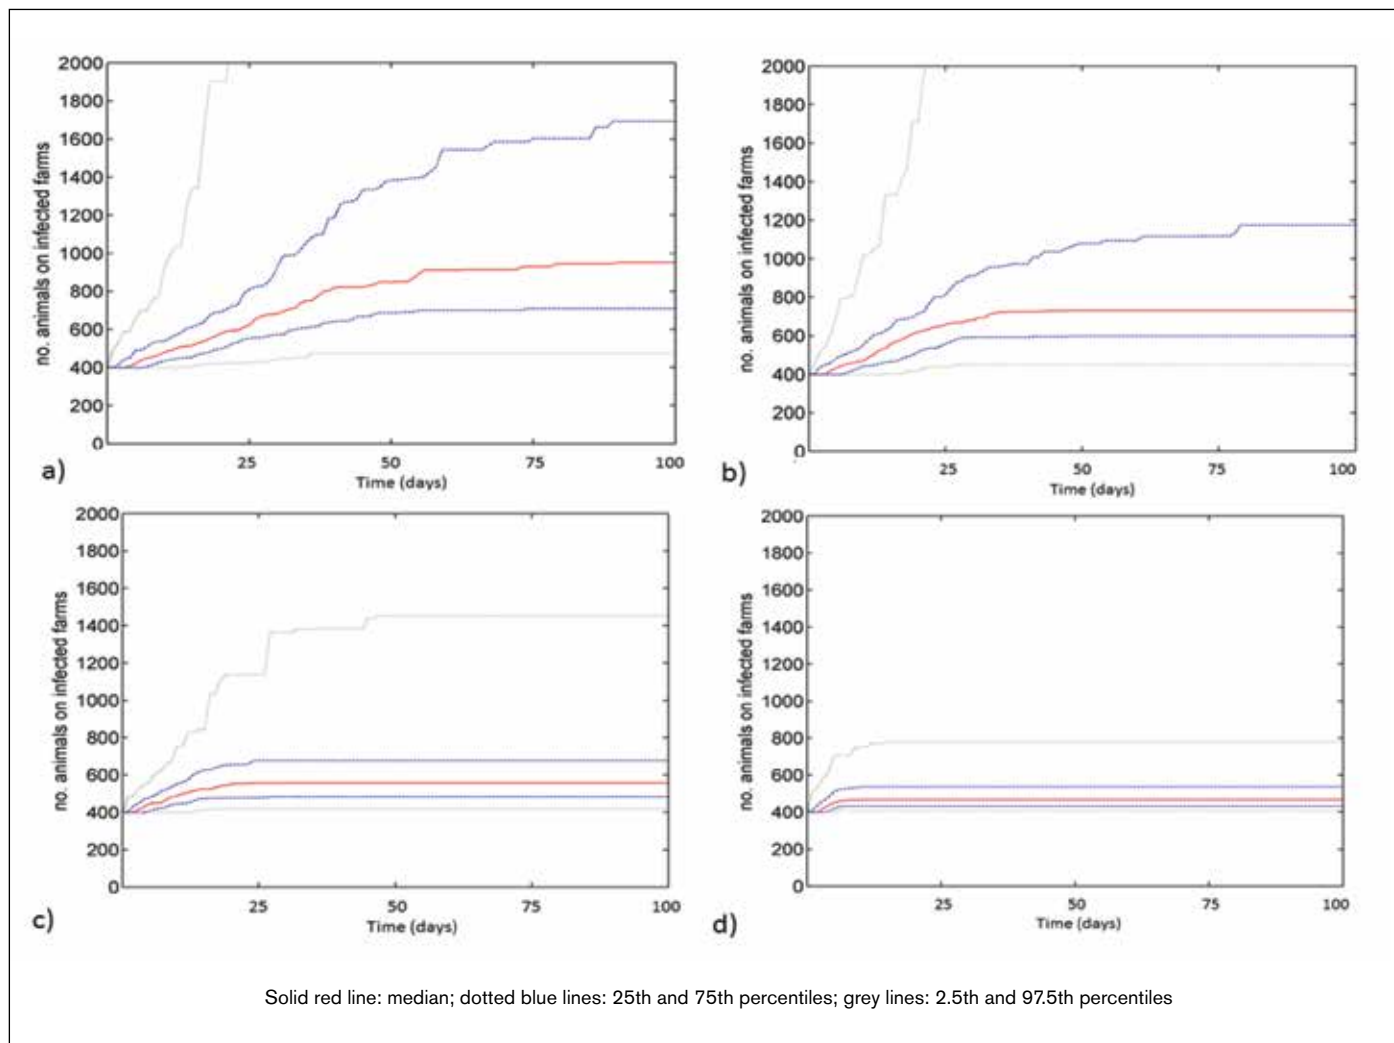 2000
1800
1600
1400
1200
1000
800
600
400
200
0
no. animals on infected farms
25 50 75 100
Time (days)
a)
2000
1800
1600
1400
1200
1000
800
600
400
200
0
no. animals on infected farms
25 50 75 100
Time (days)
b)
2000
1800
1600
1400
1200
1000
800
600
400
200
0
no. animals on infected farms
25 50 75 100
Time (days)
c)
2000
1800
1600
1400
1200
1000
800
600
400
200
0
no. animals on infected farms
25 50 75 100
Time (days)
d)
Solid red line: median; dotted blue lines: 25th and 75th percentiles; grey lines: 2.5th and 97.5th percentiles